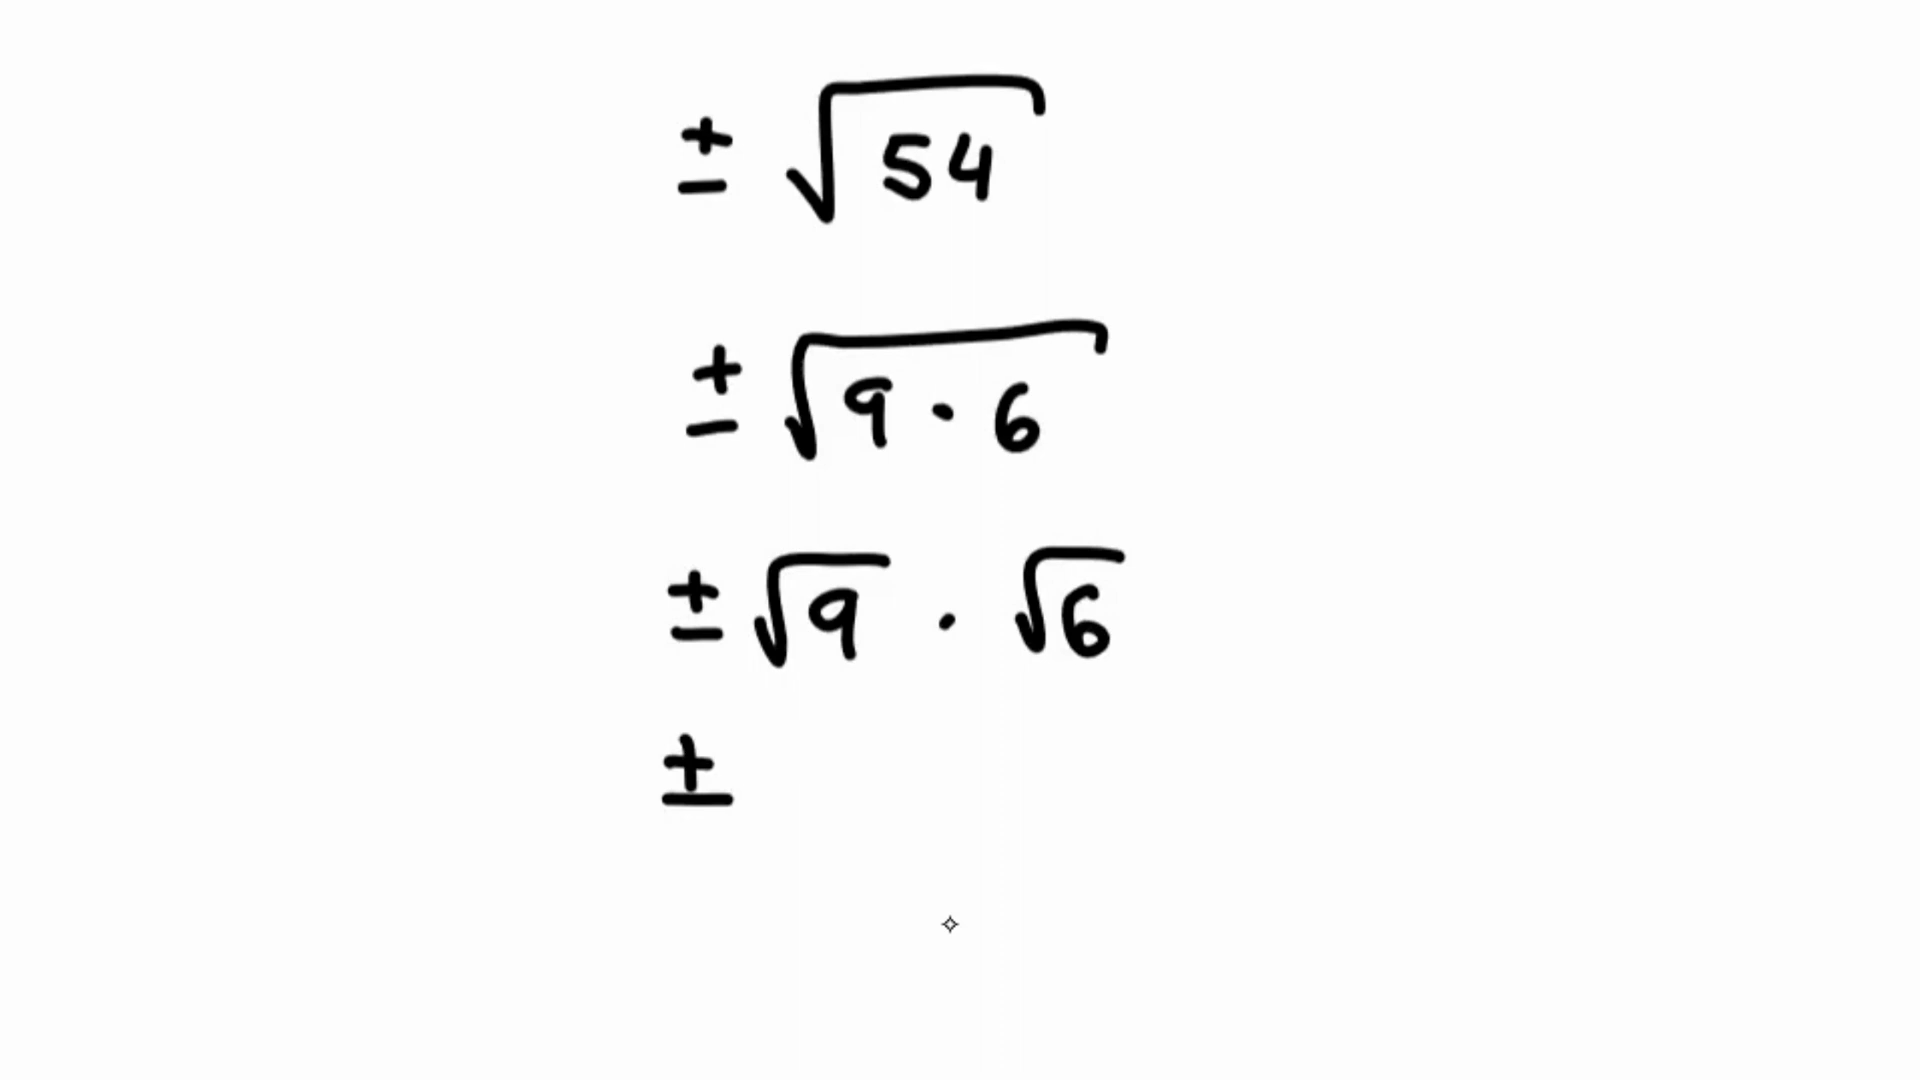 ± √54
± √9 · 6
± √9 · √6
±